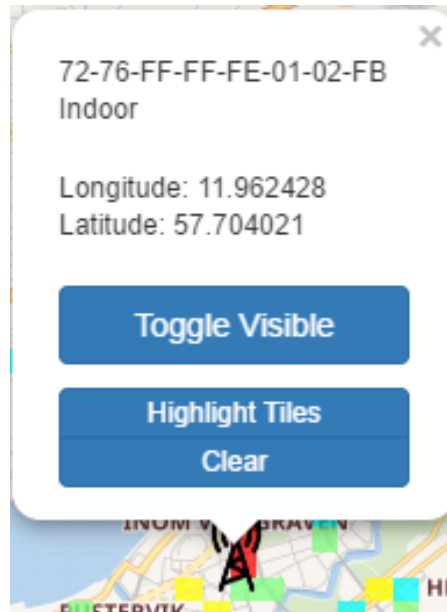 ×
72-76-FF-FF-FE-01-02-FB
Indoor
Longitude: 11.962428
Latitude: 57.704021
Toggle Visible
Highlight Tiles
Clear
INOM